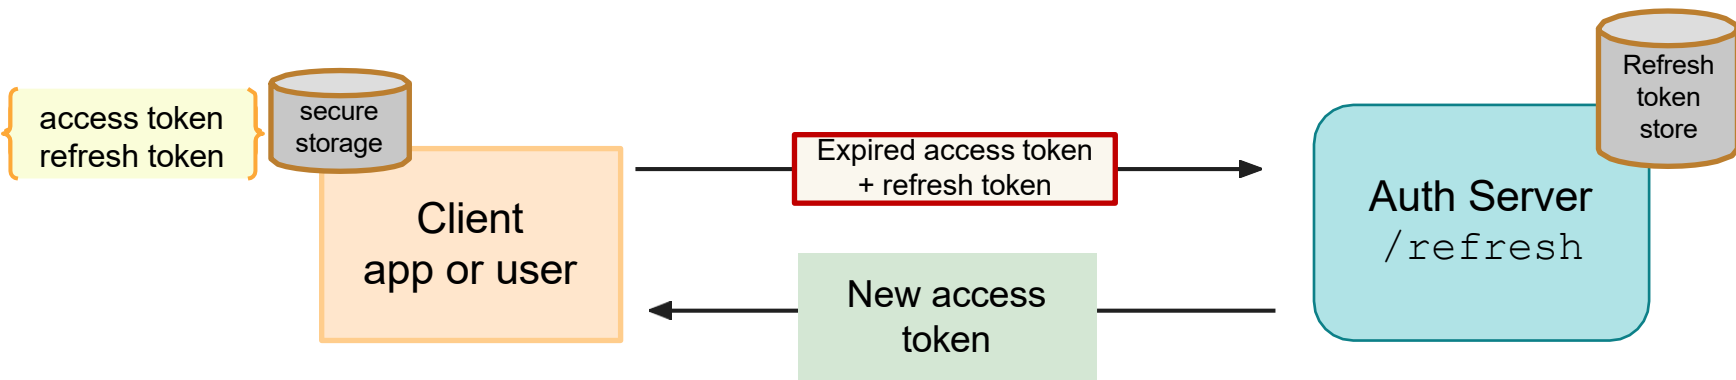 access token
refresh token
secure
storage
Client
app or user
Expired access token
+ refresh token
New access
token
Auth Server
/refresh
Refresh
token
store